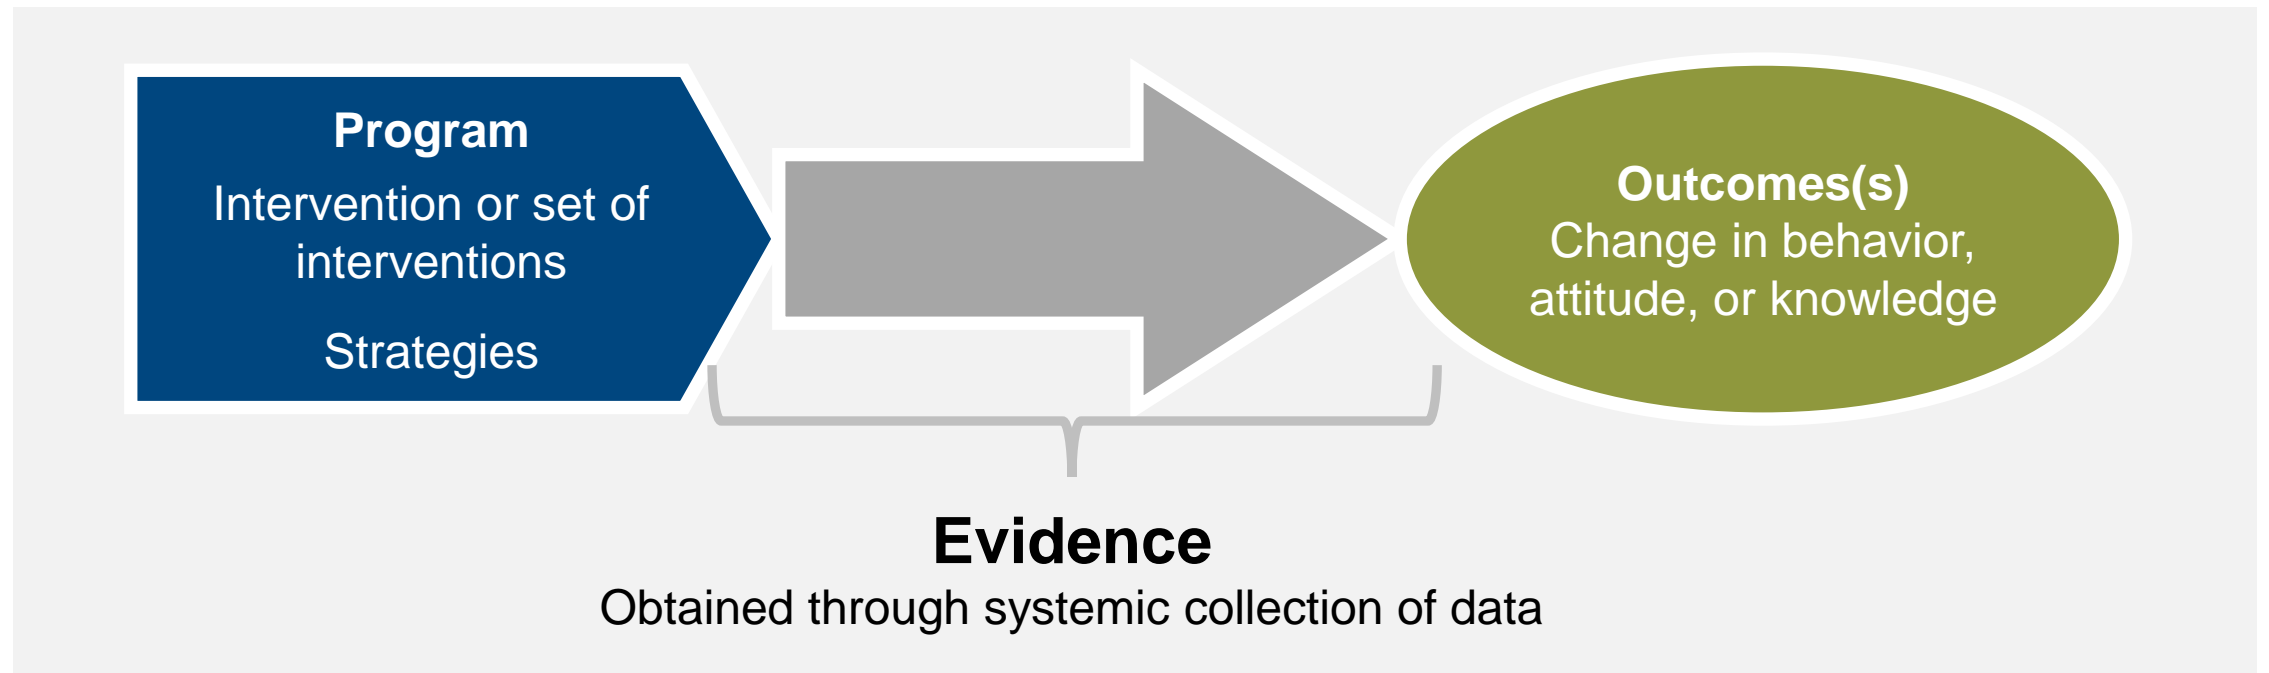 Program
Intervention or set of
interventions
Strategies
Outcomes(s)
Change in behavior,
attitude, or knowledge
Evidence
Obtained through systemic collection of data